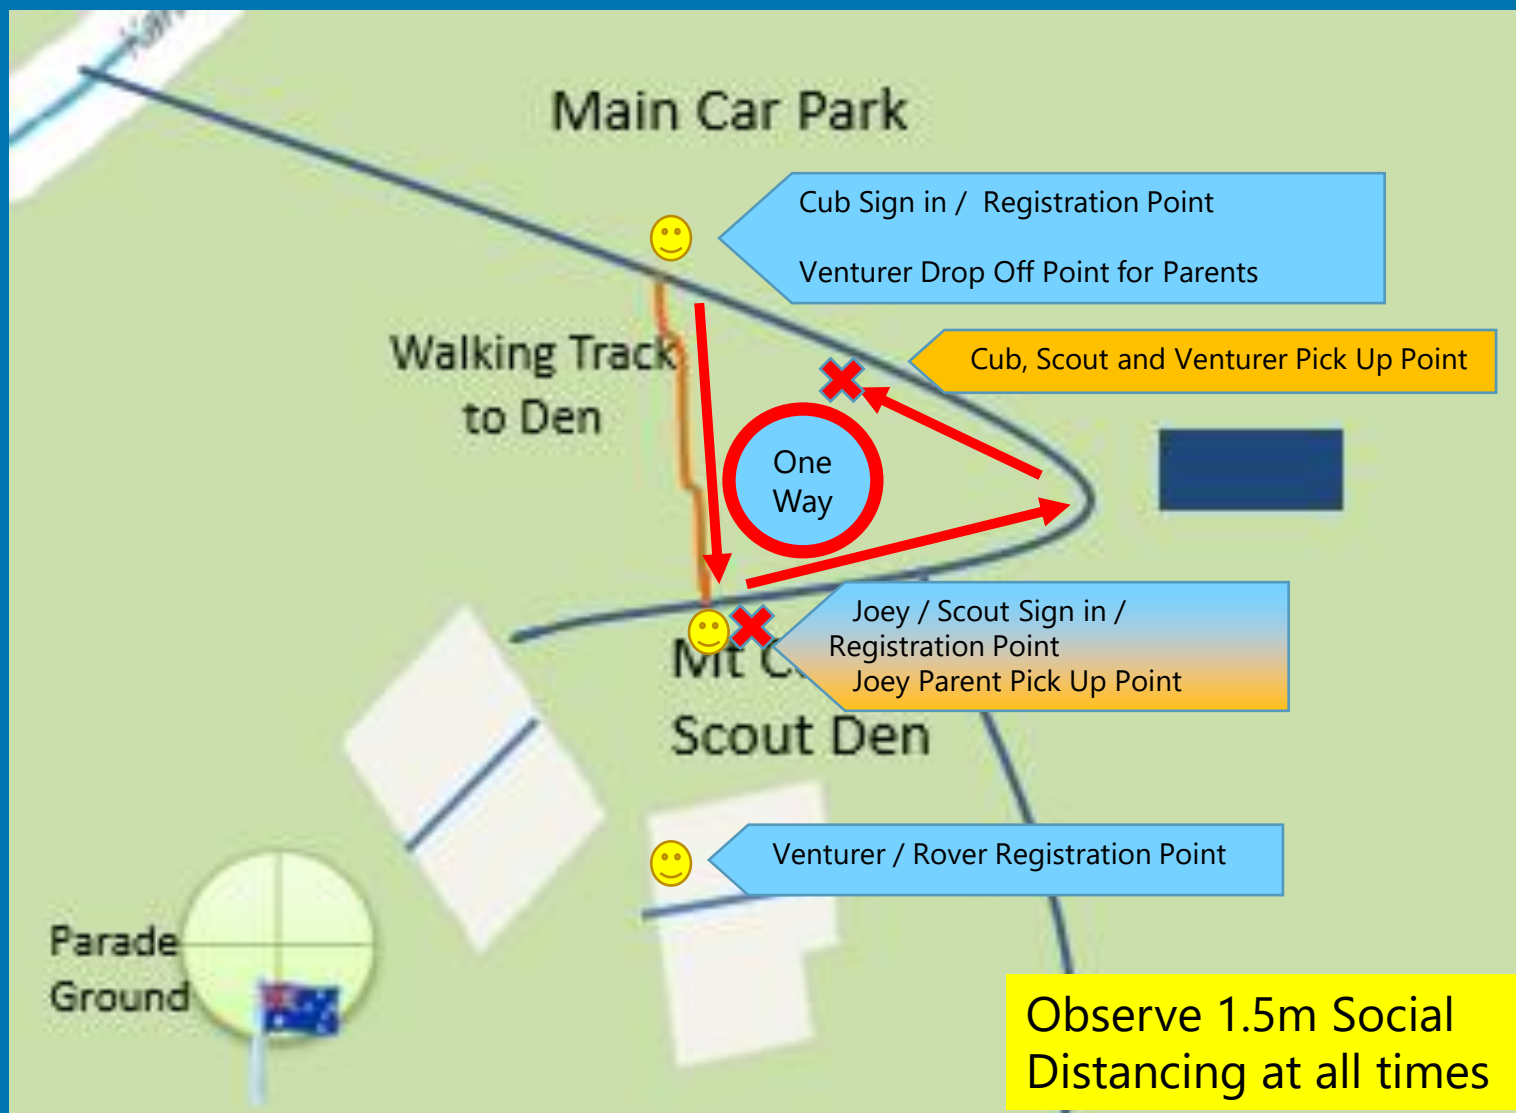 Main Car Park
Cub Sign in / Registration Point
Venturer Drop Off Point for Parents
Walking Track
to Den
Cub, Scout and Venturer Pick Up Point
One
Way
Joey / Scout Sign in /
Registration Point
Joey Parent Pick Up Point
Mt
Scout Den
Venturer / Rover Registration Point
Parade
Ground
Observe 1.5m Social
Distancing at all times